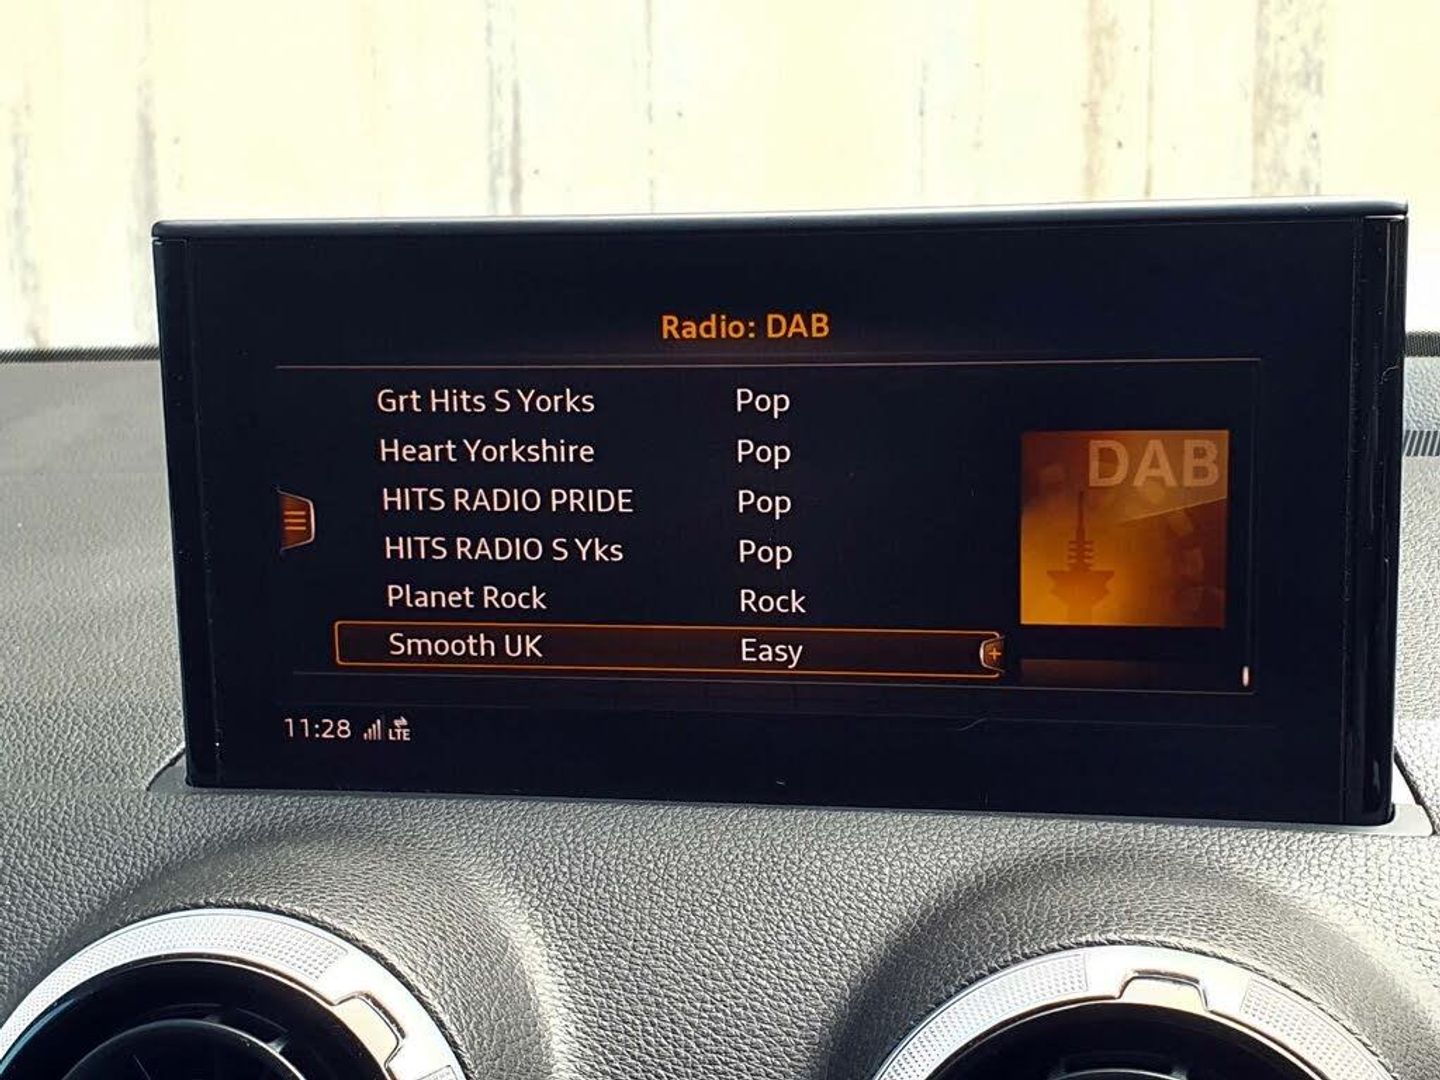 Radio: DAB
Grt Hits S Yorks Pop
Heart Yorkshire Pop
HITS RADIO PRIDE Pop
HITS RADIO S Yks Pop
Planet Rock Rock
Smooth UK Easy
DAB
11:28 LTE